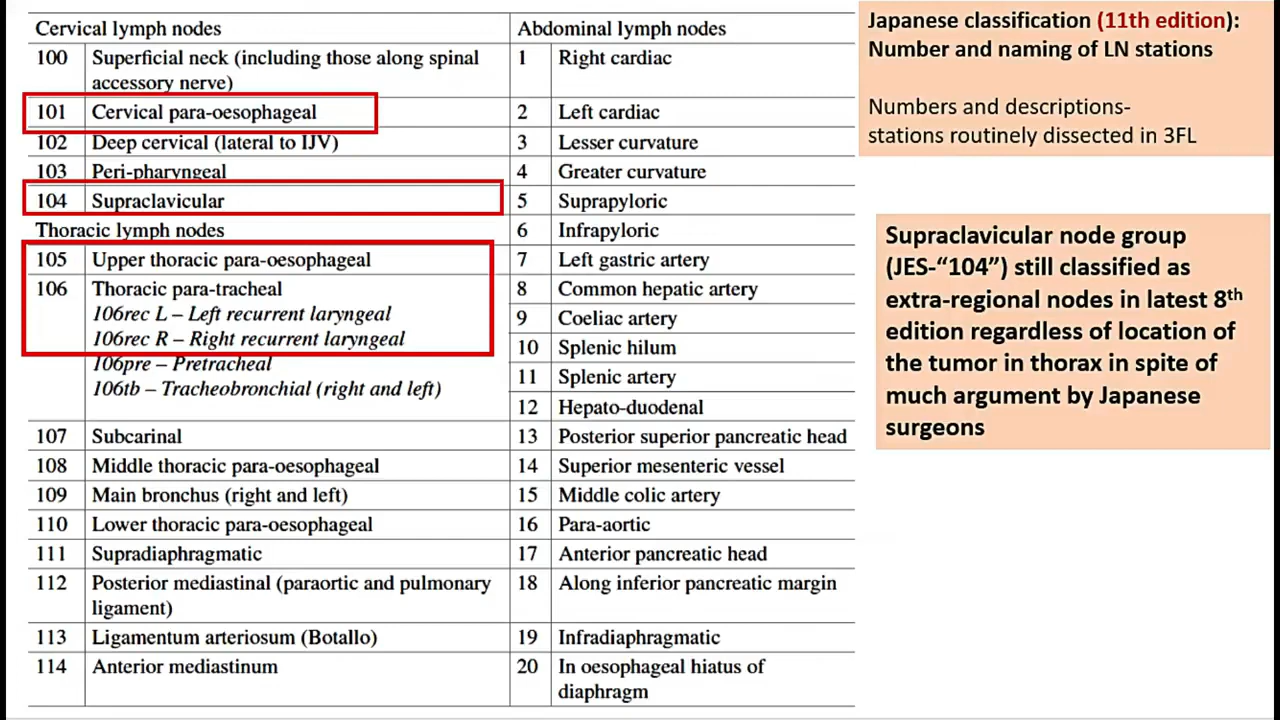 Cervical lymph nodes
100 Superficial neck (including those along spinal
accessory nerve)
101 Cervical para-oesophageal
102 Deep cervical (lateral to IJV)
103 Peri-pharyngeal
104 Supraclavicular
Thoracic lymph nodes
105 Upper thoracic para-oesophageal
106 Thoracic para-tracheal
106rec L – Left recurrent laryngeal
106rec R – Right recurrent laryngeal
106pre – Pretracheal
106tb – Tracheobronchial (right and left)
107 Subcarinal
108 Middle thoracic para-oesophageal
109 Main bronchus (right and left)
110 Lower thoracic para-oesophageal
111 Supradiaphragmatic
112 Posterior mediastinal (paraortic and pulmonary
ligament)
113 Ligamentum arteriosum (Botallo)
114 Anterior mediastinum
Abdominal lymph nodes
1 Right cardiac
2 Left cardiac
3 Lesser curvature
4 Greater curvature
5 Suprapyloric
6 Infrapyloric
7 Left gastric artery
8 Common hepatic artery
9 Coeliac artery
10 Splenic hilum
11 Splenic artery
12 Hepato-duodenal
13 Posterior superior pancreatic head
14 Superior mesenteric vessel
15 Middle colic artery
16 Para-aortic
17 Anterior pancreatic head
18 Along inferior pancreatic margin
19 Infradiaphragmatic
20 In oesophageal hiatus of
diaphragm
Japanese classification (11th edition):
Number and naming of LN stations
Numbers and descriptions-
stations routinely dissected in 3FL
Supraclavicular node group
(JES-“104”) still classified as
extra-regional nodes in latest 8th
edition regardless of location of
the tumor in thorax in spite of
much argument by Japanese
surgeons